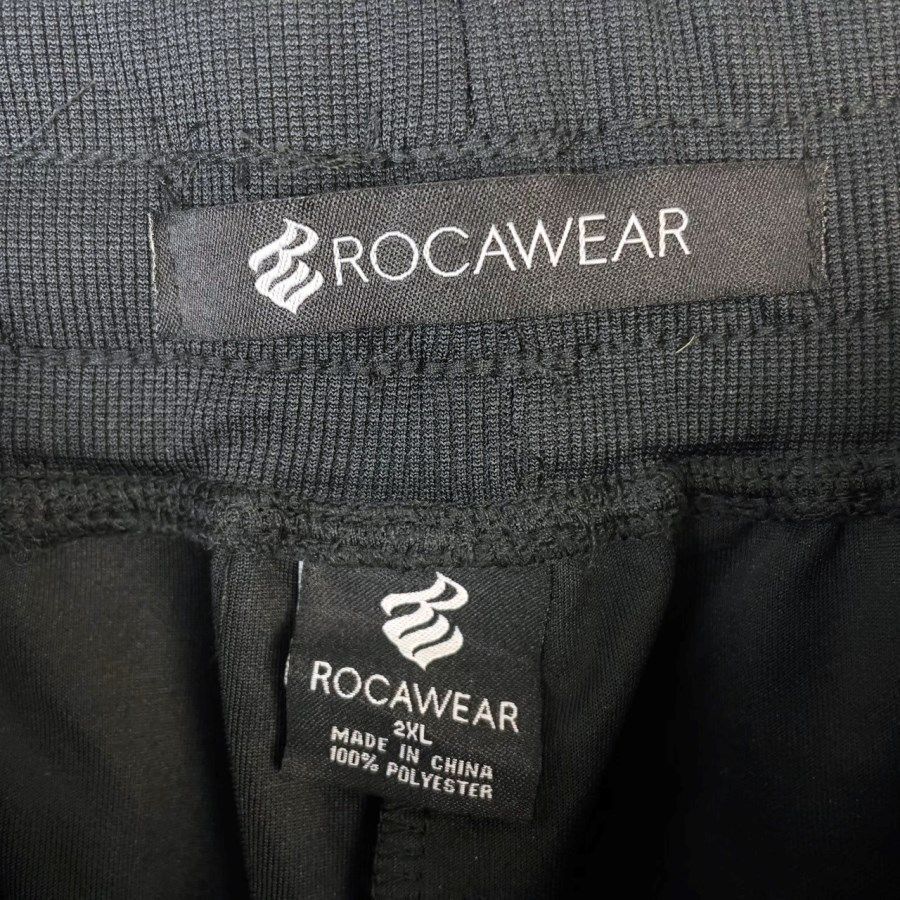 ROCAWEAR
ROCAWEAR
2XL
MADE IN CHINA
100% POLYESTER